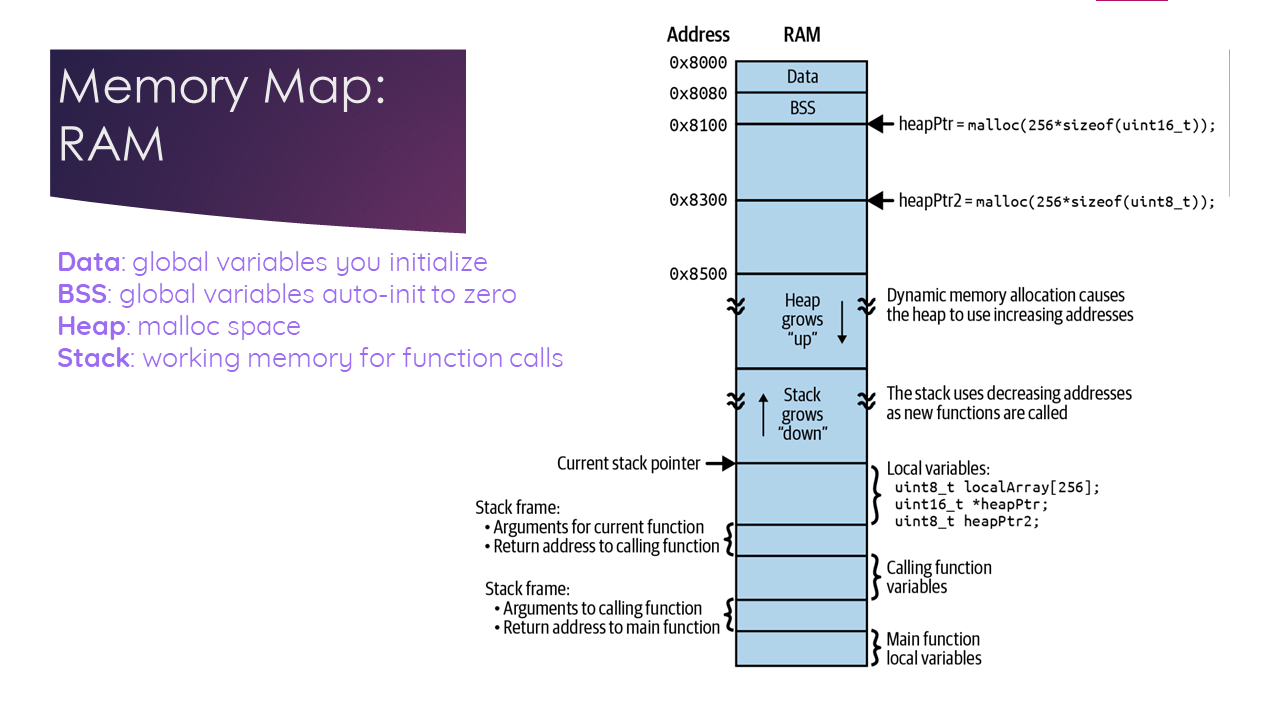 Memory Map:
RAM
Data: global variables you initialize
BSS: global variables auto-init to zero
Heap: malloc space
Stack: working memory for function calls
Address RAM
0x8000
Data
0x8080
BSS
0x8100
heapPtr = malloc(256*sizeof(uint16_t));
0x8300
heapPtr2 = malloc(256*sizeof(uint8_t));
0x8500
Heap
grows
“up”
Dynamic memory allocation causes
the heap to use increasing addresses
Stack
grows
“down”
The stack uses decreasing addresses
as new functions are called
Current stack pointer
Local variables:
uint8_t localArray[256];
uint16_t *heapPtr;
uint8_t heapPtr2;
Stack frame:
• Arguments for current function
• Return address to calling function
Calling function
variables
Stack frame:
• Arguments to calling function
• Return address to main function
Main function
local variables